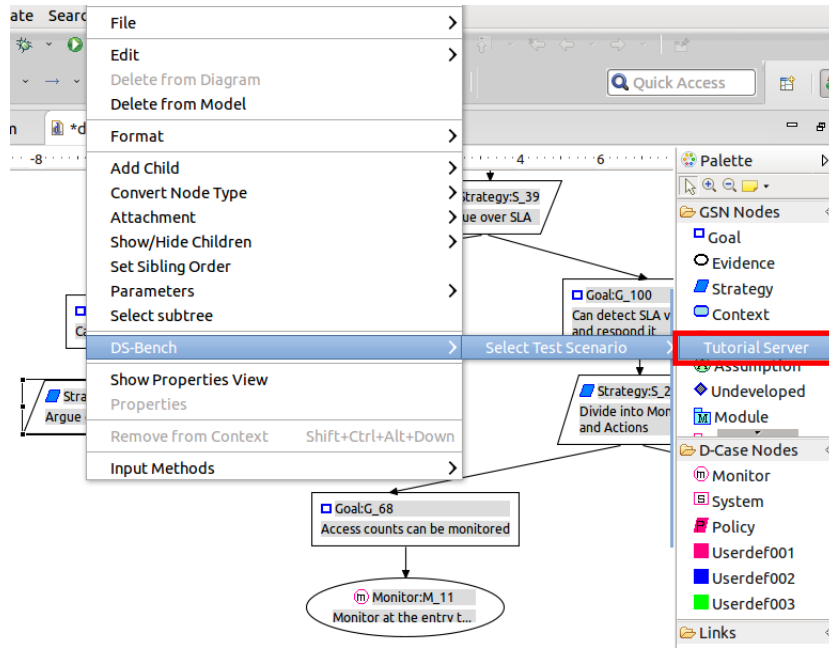 ate Searc
File
Edit
Delete from Diagram
Delete from Model
Format
Add Child
Convert Node Type
Attachment
Show/Hide Children
Set Sibling Order
Parameters
Select subtree
DS-Bench
Select Test Scenario
Tutorial Server
Show Properties View
Properties
Remove from Context Shift+Ctrl+Alt+Down
Input Methods
Quick Access
*d
-8 4 6
Strategy:S_39
ue over SLA
Goal:G_100
Can detect SLA v
and respond it
Stra
Argue
Strategy:S_2
Divide into Mon
and Actions
Goal:G_68
Access counts can be monitored
Monitor:M_11
Monitor at the entry t...
Palette
GSN Nodes
Goal
Evidence
Strategy
Context
Assumption
Undeveloped
Module
D-Case Nodes
Monitor
System
Policy
Userdef001
Userdef002
Userdef003
Links